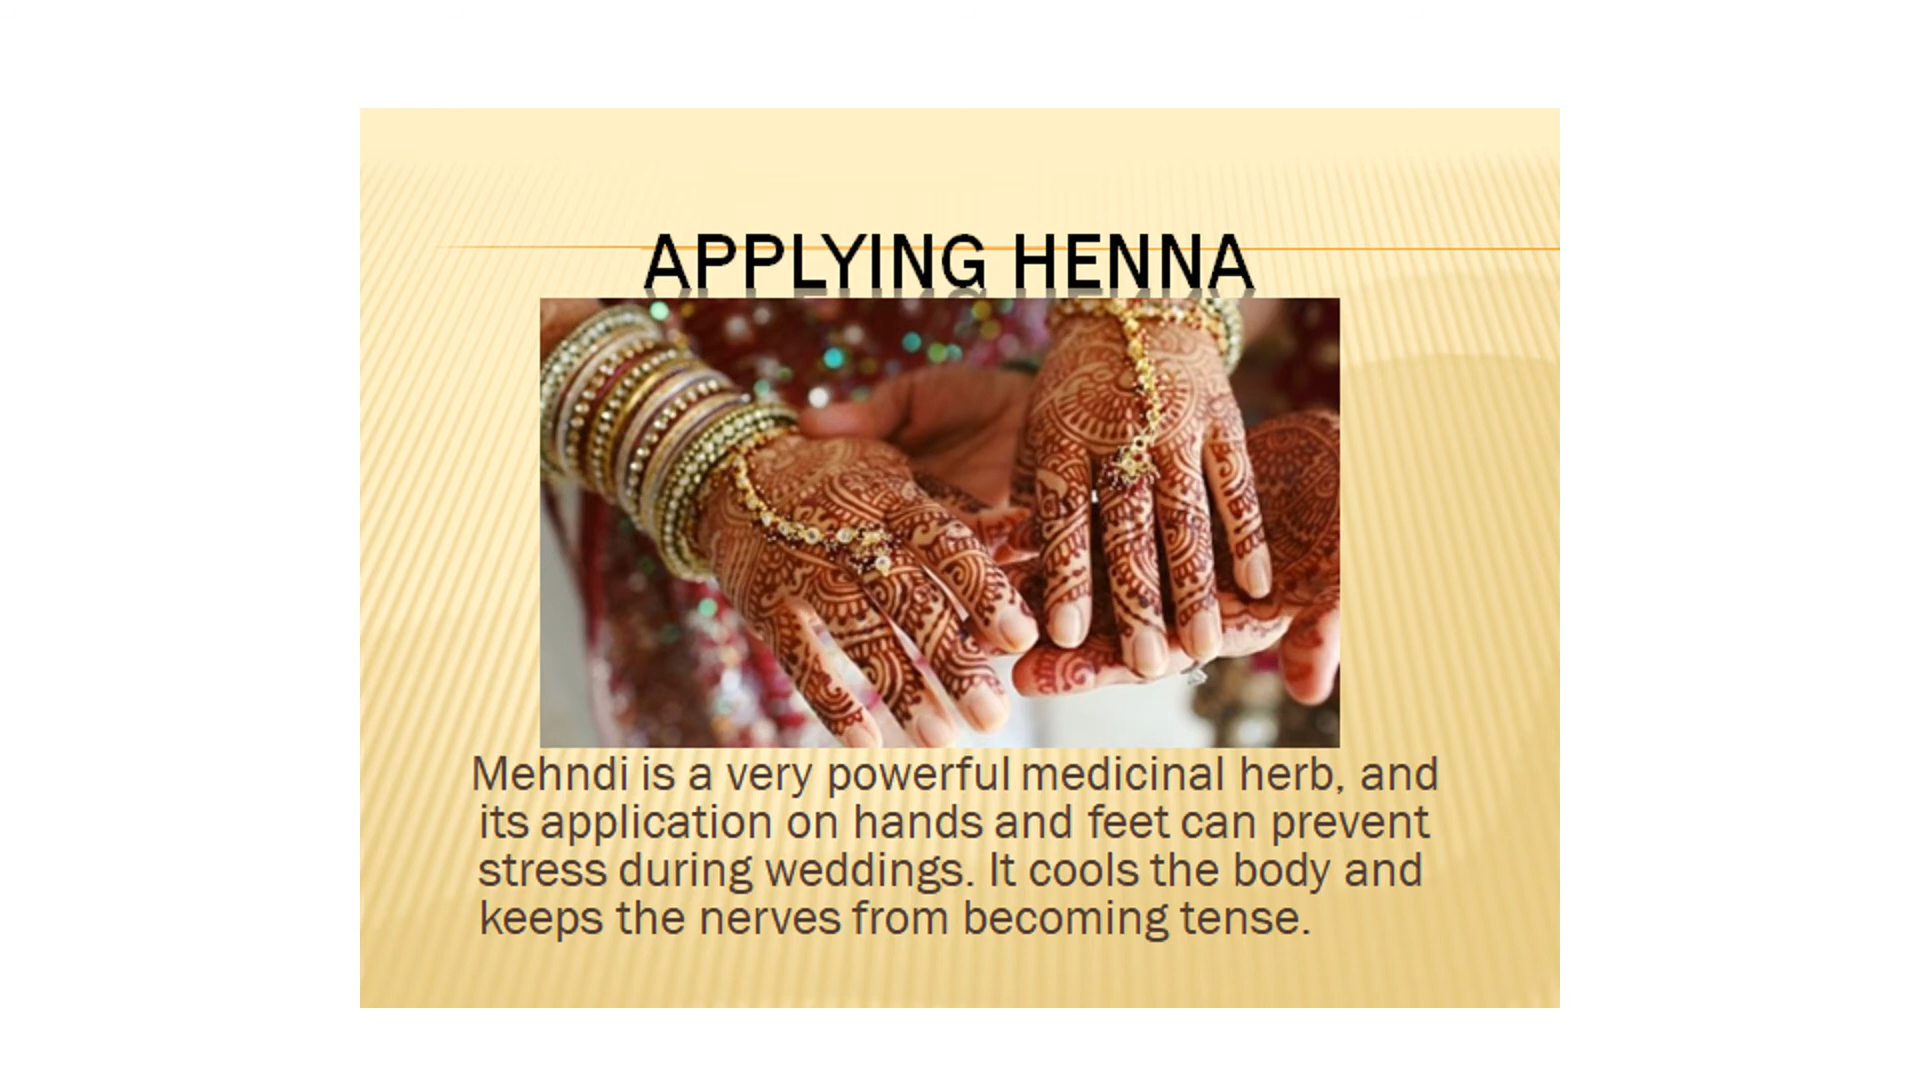 APPLYING HENNA
Mehndi is a very powerful medicinal herb, and
its application on hands and feet can prevent
stress during weddings. It cools the body and
keeps the nerves from becoming tense.